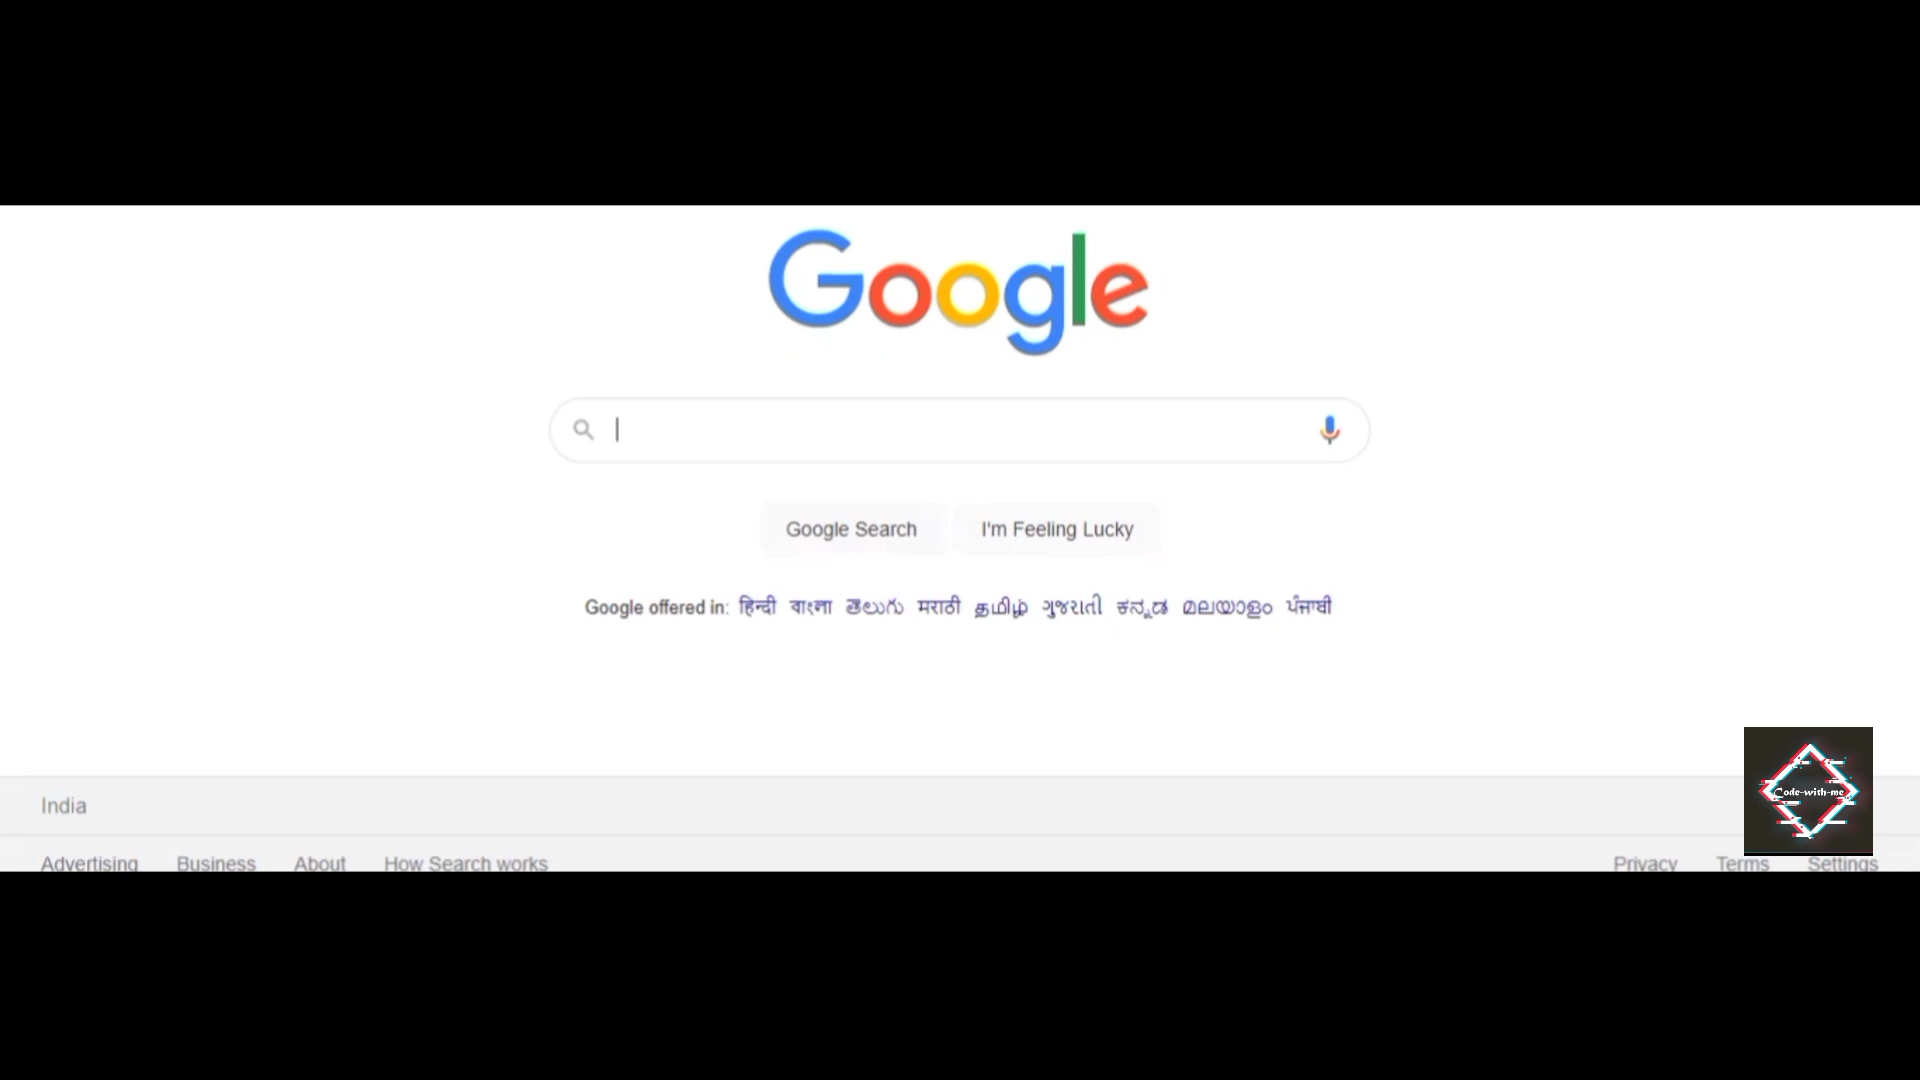 Google
Google Search I'm Feeling Lucky
Google offered in: हिन्दी বাংলা తెలుగు मराठी தமிழ் ગુજરાતી ಕನ್ನಡ മലയാളം ਪੰਜਾਬੀ
Code-with-me
India
Advertising Business About How Search works Privacy Terms Settings